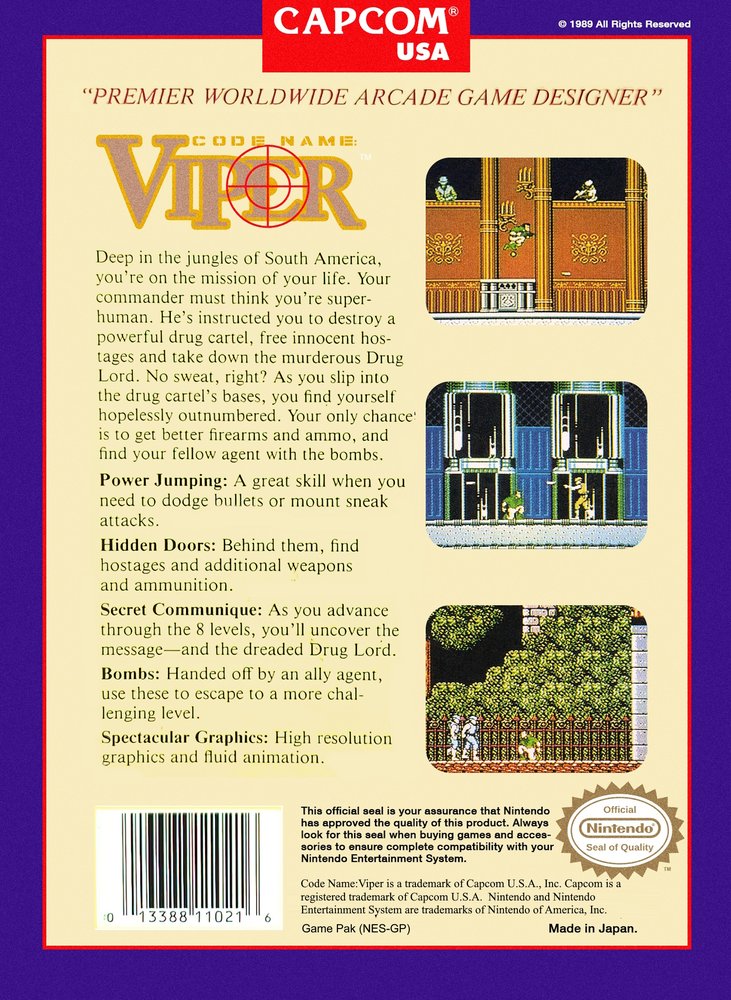 CAPCOM®
USA
© 1989 All Rights Reserved
"PREMIER WORLDWIDE ARCADE GAME DESIGNER"
CODE NAME:
VIPER™
Deep in the jungles of South America,
you're on the mission of your life. Your
commander must think you're super-
human. He's instructed you to destroy a
powerful drug cartel, free innocent hos-
tages and take down the murderous Drug
Lord. No sweat, right? As you slip into
the drug cartel's bases, you find yourself
hopelessly outnumbered. Your only chance
is to get better firearms and ammo, and
find your fellow agent with the bombs.
Power Jumping: A great skill when you
need to dodge bullets or mount sneak
attacks.
Hidden Doors: Behind them, find
hostages and additional weapons
and ammunition.
Secret Communique: As you advance
through the 8 levels, you'll uncover the
message—and the dreaded Drug Lord.
Bombs: Handed off by an ally agent,
use these to escape to a more chal-
lenging level.
Spectacular Graphics: High resolution
graphics and fluid animation.
0 13388 11021 6
This official seal is your assurance that Nintendo
has approved the quality of this product. Always
look for this seal when buying games and acces-
sories to ensure complete compatibility with your
Nintendo Entertainment System.
Official
Nintendo®
Seal of Quality
TM
Code Name:Viper is a trademark of Capcom U.S.A., Inc. Capcom is a
registered trademark of Capcom U.S.A. Nintendo and Nintendo
Entertainment System are trademarks of Nintendo of America, Inc.
Game Pak (NES-GP)
Made in Japan.